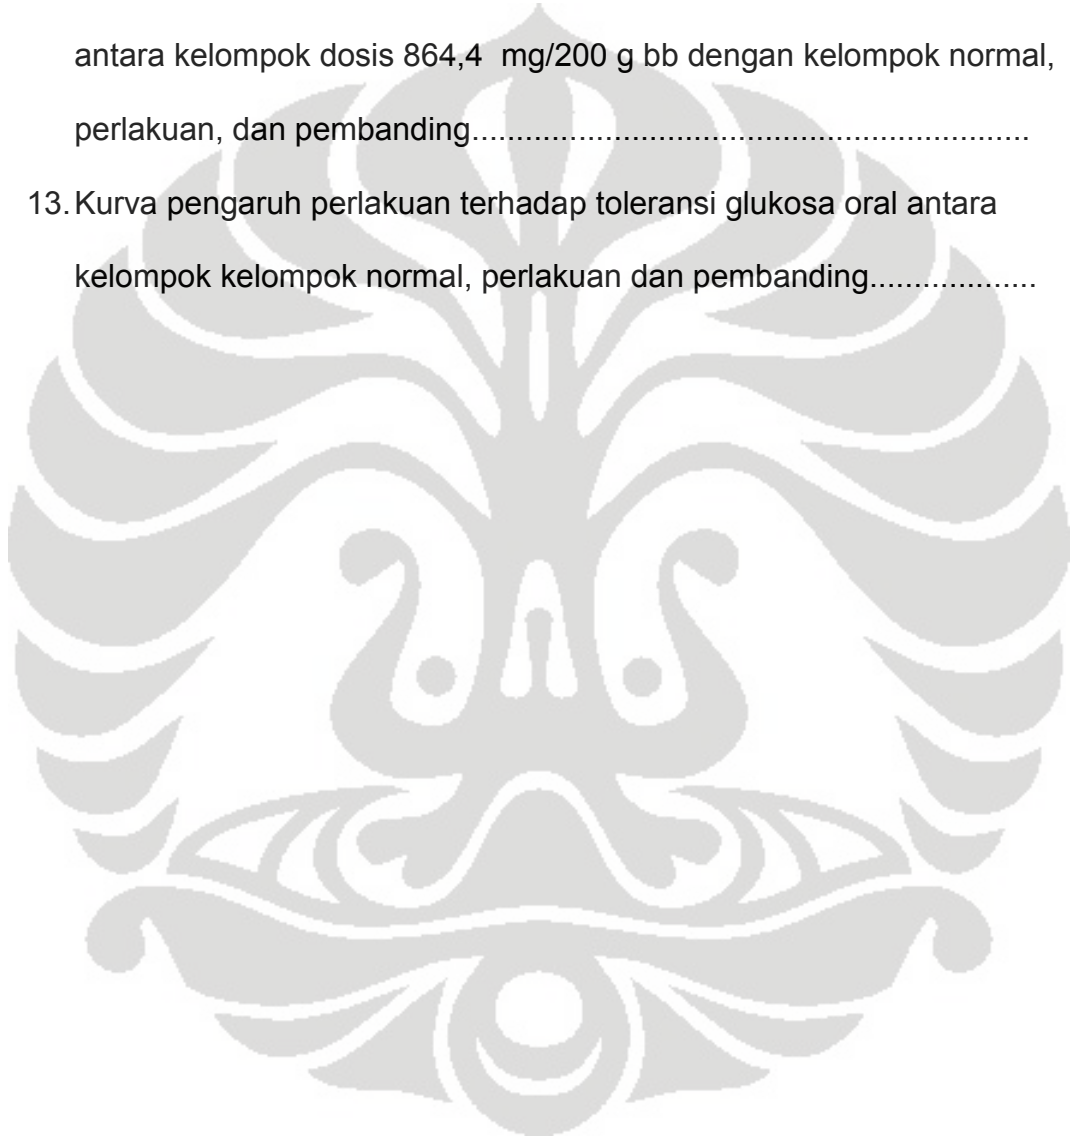 antara kelompok dosis 864,4 mg/200 g bb dengan kelompok normal,
perlakuan, dan pembanding..............................................................
13. Kurva pengaruh perlakuan terhadap toleransi glukosa oral antara
kelompok kelompok normal, perlakuan dan pembanding...................